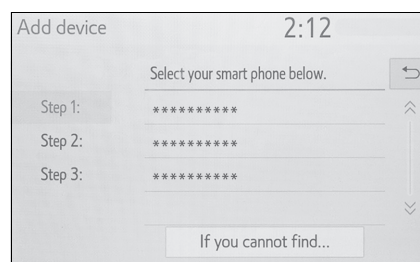 Add device 2:12
Select your smart phone below.
Step 1: **********
Step 2: **********
Step 3: **********
If you cannot find...